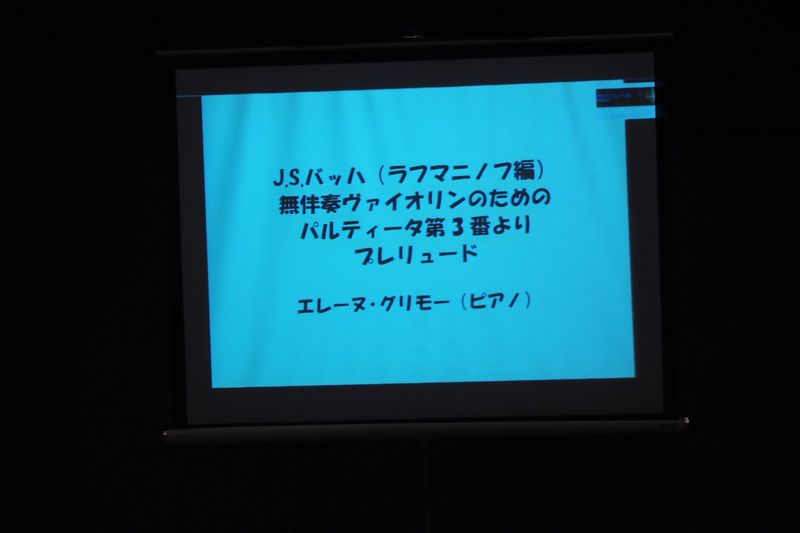 J.S.バッハ（ラフマニノフ編）
無伴奏ヴァイオリンのための
パルティータ第３番より
プレリュード
エレーヌ・グリモー（ピアノ）